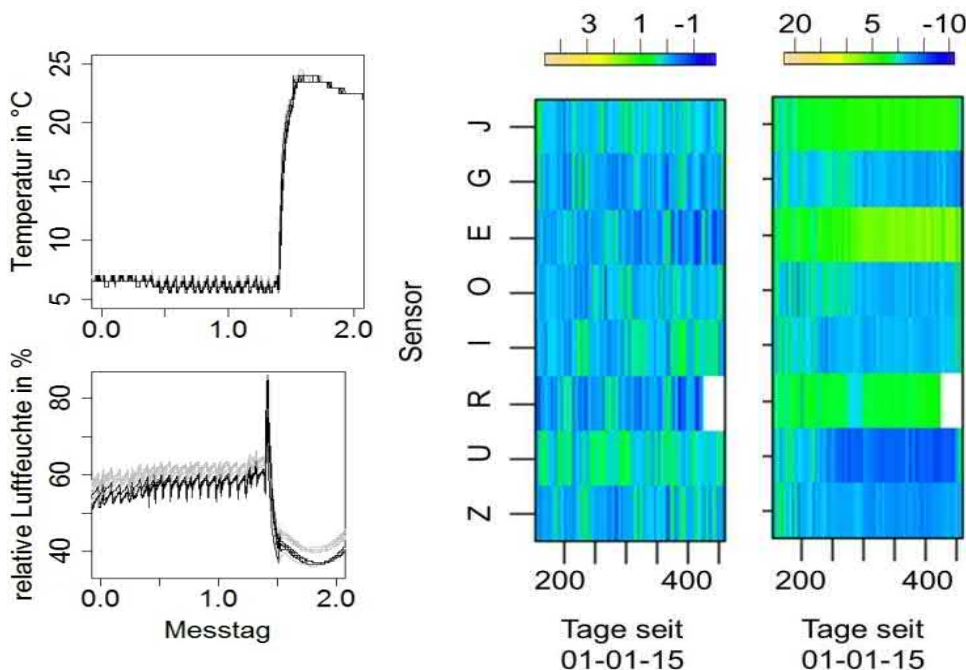 Temperatur in °C
25
20
15
10
5
0.0 1.0 2.0
relative Luftfeuchte in %
80
60
40
0.0 1.0 2.0
Messtag
3 1 -1
20 5 -10
Sensor
J
G
E
O
I
R
U
Z
200 400
Tage seit
01-01-15
200 400
Tage seit
01-01-15